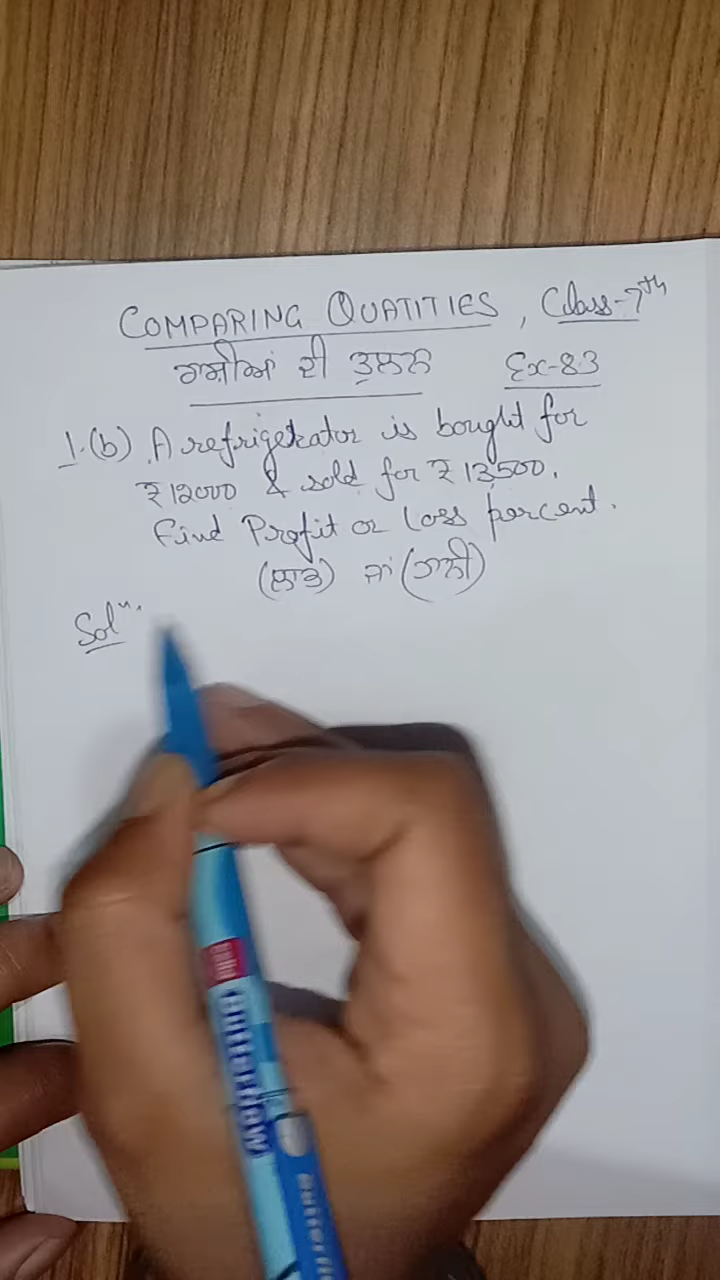 COMPARING QUATITIES, Class-7th
ਰਾਸ਼ੀਆਂ ਦੀ ਤੁਲਨਾ Ex-8.3
1.(b) A refrigerator is bought for
₹12000 & sold for ₹13,500.
Find Profit or Loss percent.
(ਲਾਭ) ਜਾਂ (ਹਾਨੀ)
Solⁿ.
Butterflow